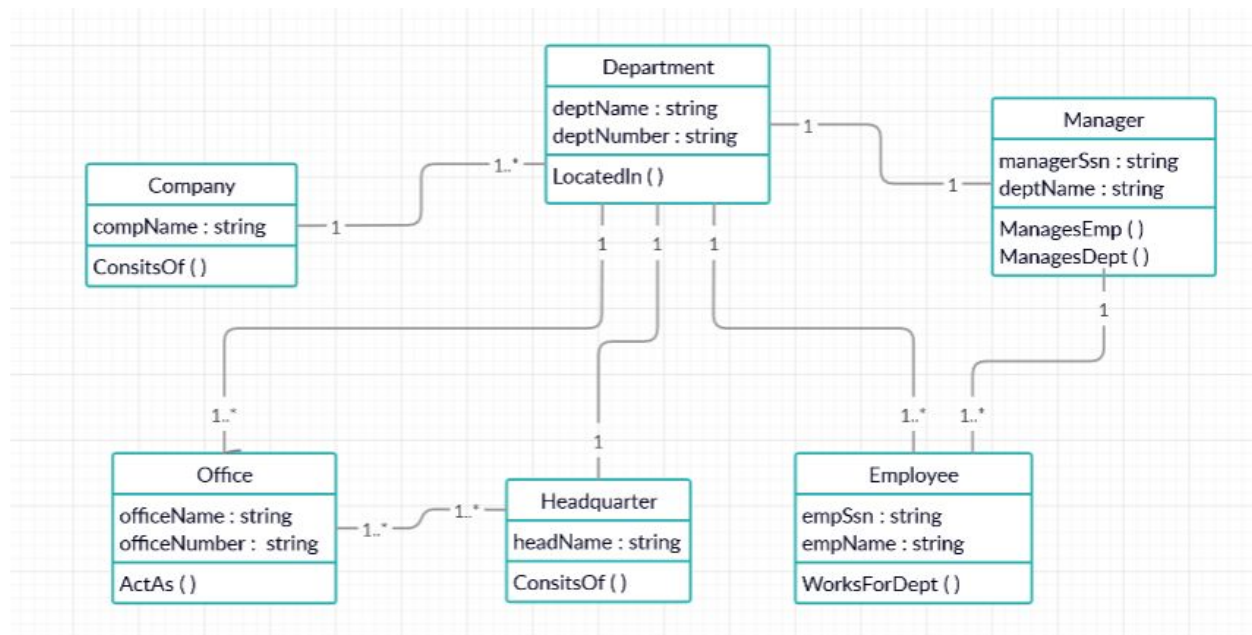 Department
deptName : string
deptNumber : string
LocatedIn ( )
1
1
Manager
managerSsn : string
deptName : string
ManagesEmp ( )
ManagesDept ( )
1..*
1
Company
compName : string
ConsitsOf ( )
1
1
1
1
1..*
1
1..*
1..*
Office
officeName : string
officeNumber : string
ActAs ( )
1..*
1..*
Headquarter
headName : string
ConsitsOf ( )
Employee
empSsn : string
empName : string
WorksForDept ( )